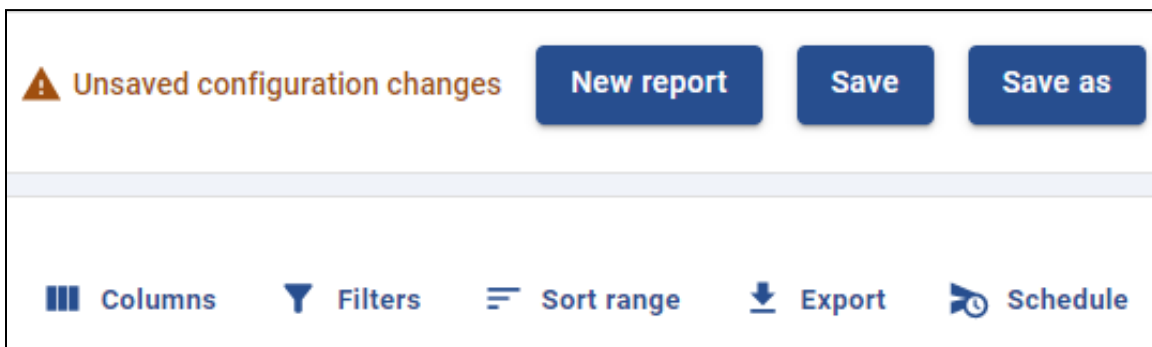 Unsaved configuration changes New report Save Save as
Columns Filters Sort range Export Schedule